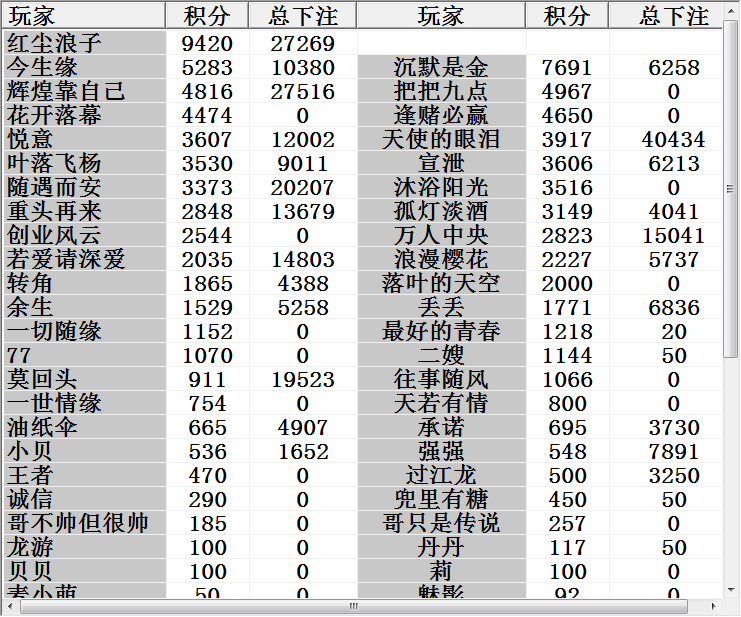 玩家 积分 总下注 玩家 积分 总下注
红尘浪子 9420 27269
今生缘 5283 10380 沉默是金 7691 6258
辉煌靠自己 4816 27516 把把九点 4967 0
花开落幕 4474 0 逢赌必赢 4650 0
悦意 3607 12002 天使的眼泪 3917 40434
叶落飞杨 3530 9011 宣泄 3606 6213
随遇而安 3373 20207 沐浴阳光 3516 0
重头再来 2848 13679 孤灯淡酒 3149 4041
创业风云 2544 0 万人中央 2823 15041
若爱请深爱 2035 14803 浪漫樱花 2227 5737
转角 1865 4388 落叶的天空 2000 0
余生 1529 5258 丢丢 1771 6836
一切随缘 1152 0 最好的青春 1218 20
77 1070 0 二嫂 1144 50
莫回头 911 19523 往事随风 1066 0
一世情缘 754 0 天若有情 800 0
油纸伞 665 4907 承诺 695 3730
小贝 536 1652 强强 548 7891
王者 470 0 过江龙 500 3250
诚信 290 0 兜里有糖 450 50
哥不帅但很帅 185 0 哥只是传说 257 0
龙游 100 0 丹丹 117 50
贝贝 100 0 莉 100 0
50 0 魅影 92 0